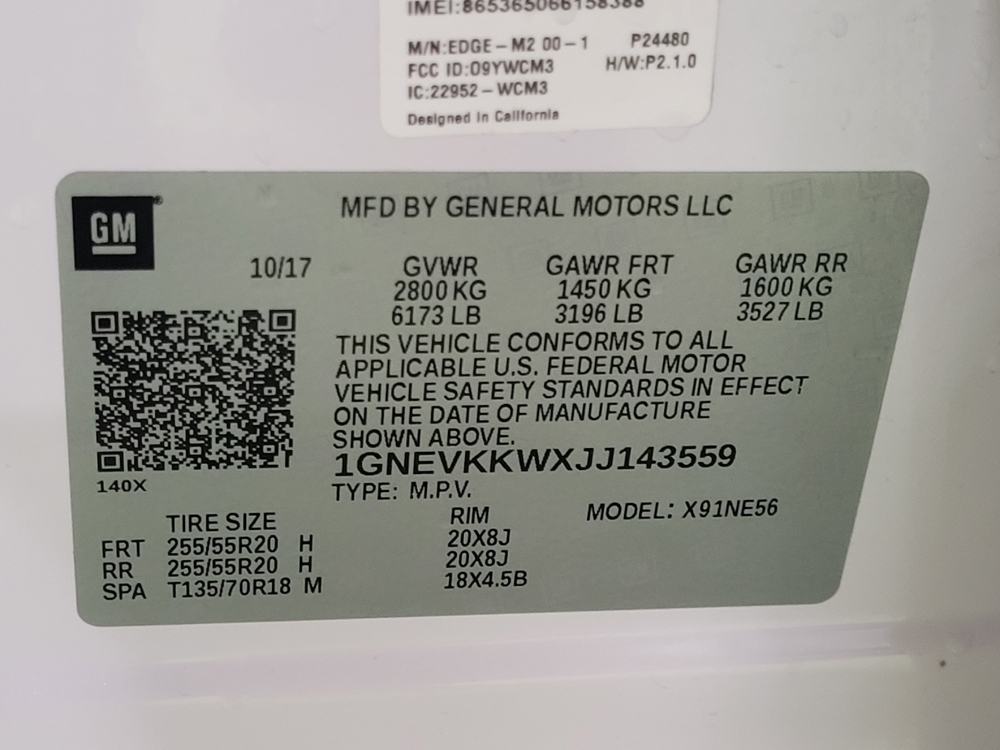 IMEI:865365066158388
M/N:EDGE-M2 00-1 P24480
FCC ID:O9YWCM3 H/W:P2.1.0
IC:22952-WCM3
Designed in California
GM
MFD BY GENERAL MOTORS LLC
10/17 GVWR GAWR FRT GAWR RR
2800 KG 1450 KG 1600 KG
6173 LB 3196 LB 3527 LB
THIS VEHICLE CONFORMS TO ALL
APPLICABLE U.S. FEDERAL MOTOR
VEHICLE SAFETY STANDARDS IN EFFECT
ON THE DATE OF MANUFACTURE
SHOWN ABOVE.
1GNEVKKWXJJ143559
140X
TYPE: M.P.V.
TIRE SIZE RIM MODEL: X91NE56
FRT 255/55R20 H 20X8J
RR 255/55R20 H 20X8J
SPA T135/70R18 M 18X4.5B